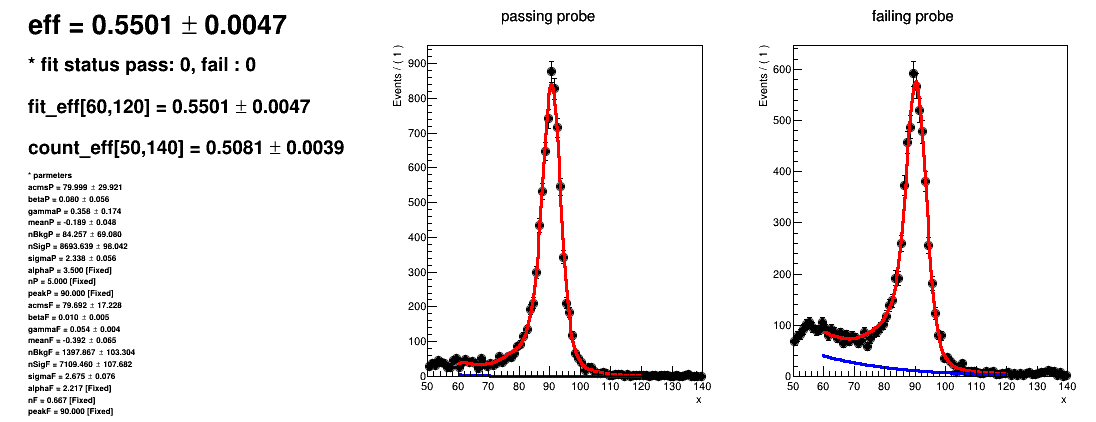 eff = 0.5501 ± 0.0047
* fit status pass: 0, fail : 0
fit_eff[60,120] = 0.5501 ± 0.0047
count_eff[50,140] = 0.5081 ± 0.0039
* parmeters
acmsP = 79.999 ± 29.921
betaP = 0.080 ± 0.056
gammaP = 0.358 ± 0.174
meanP = -0.189 ± 0.048
nBkgP = 84.257 ± 69.080
nSigP = 8693.639 ± 98.042
sigmaP = 2.338 ± 0.056
alphaP = 3.500 [Fixed]
nP = 5.000 [Fixed]
peakP = 90.000 [Fixed]
acmsF = 79.692 ± 17.228
betaF = 0.010 ± 0.005
gammaF = 0.054 ± 0.004
meanF = -0.392 ± 0.065
nBkgF = 1397.867 ± 103.304
nSigF = 7109.460 ± 107.682
sigmaF = 2.675 ± 0.076
alphaF = 2.217 [Fixed]
nF = 0.667 [Fixed]
peakF = 90.000 [Fixed]
passing probe
Events / ( 1 )
900
800
700
600
500
400
300
200
100
0
50 60 70 80 90 100 110 120 130 140
x
failing probe
Events / ( 1 )
600
500
400
300
200
100
0
50 60 70 80 90 100 110 120 130 140
x